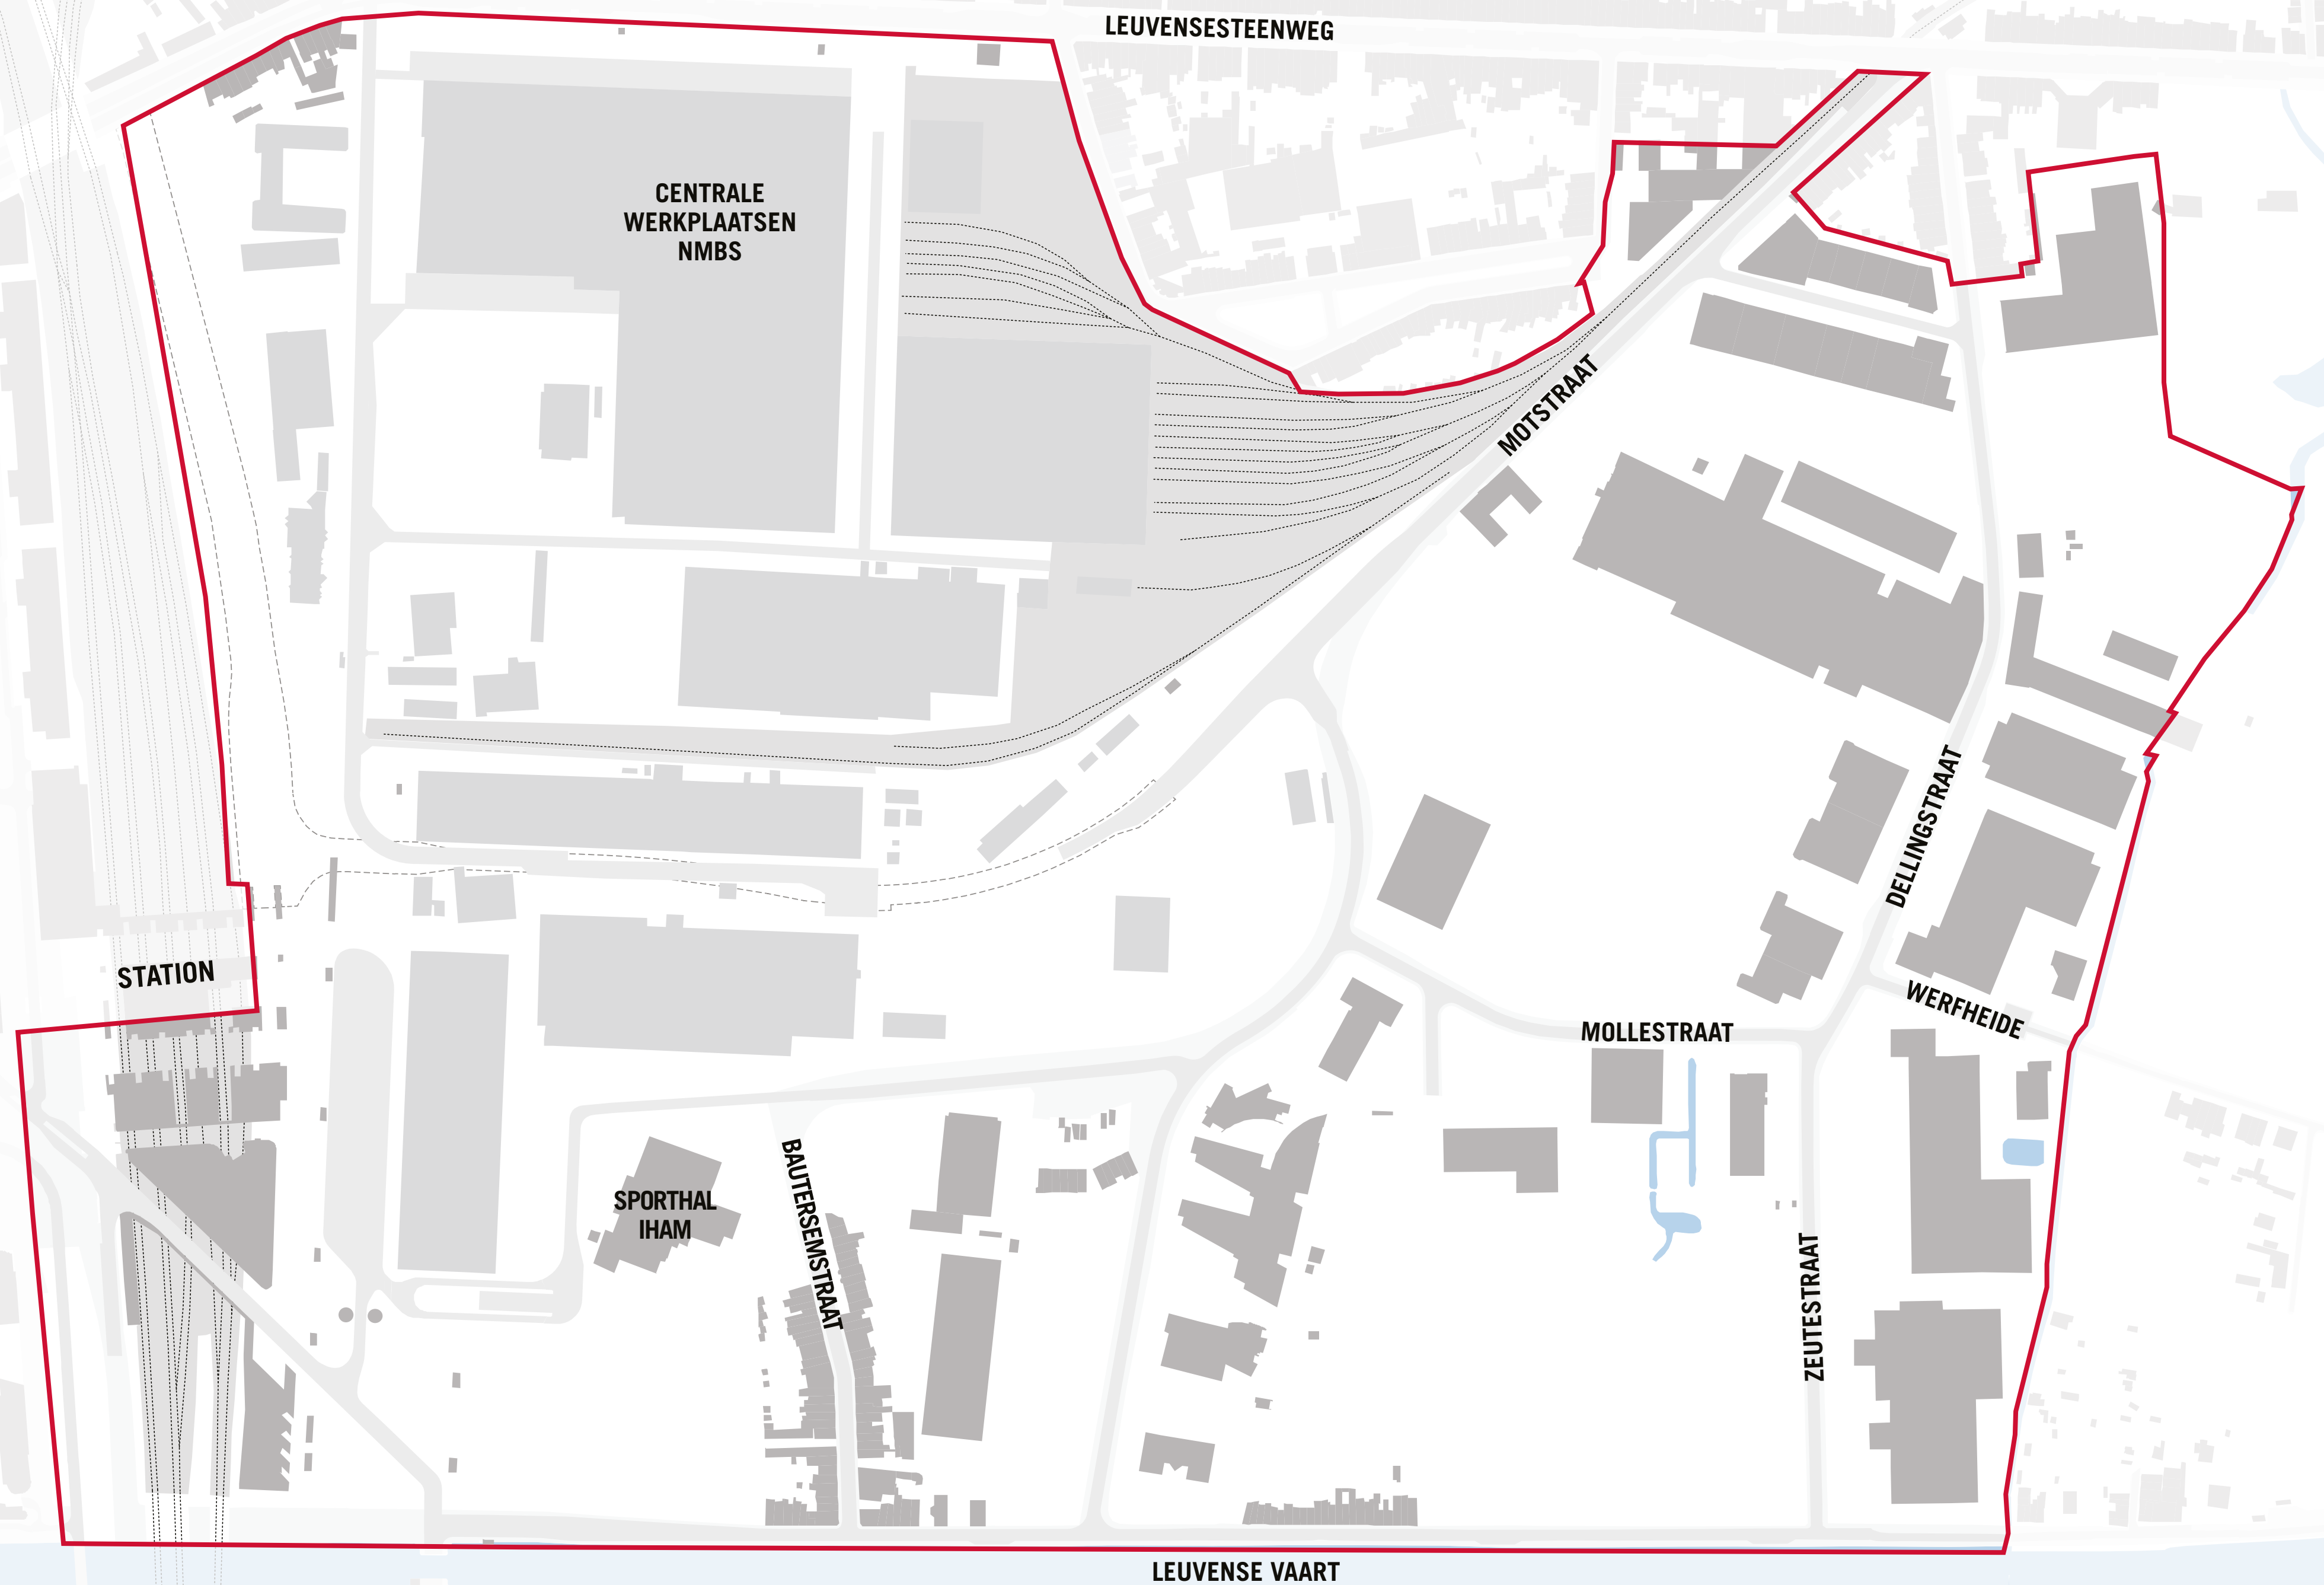 LEUVENSESTEENWEG
CENTRALE
WERKPLAATSEN
NMBS
MOTSTRAAT
DELLINGSTRAAT
STATION
WERFHEIDE
MOLLESTRAAT
BAUTERSEMSTRAAT
SPORTHAL
IHAM
ZEUTESTRAAT
LEUVENSE VAART